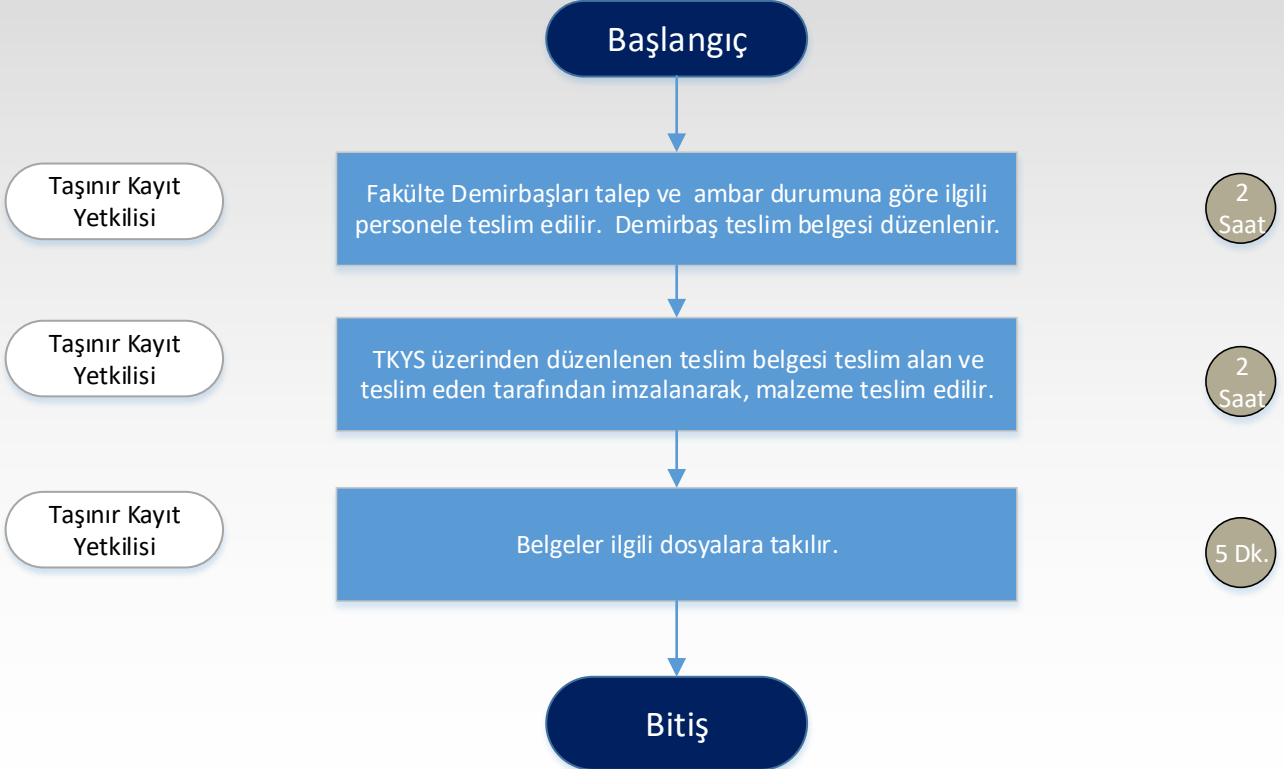 Başlangıç
Taşınır Kayıt
Yetkilisi
Fakülte Demirbaşları talep ve  ambar durumuna göre ilgili
personele teslim edilir.  Demirbaş teslim belgesi düzenlenir.
2
Saat
Taşınır Kayıt
Yetkilisi
TKYS üzerinden düzenlenen teslim belgesi teslim alan ve
teslim eden tarafından imzalanarak, malzeme teslim edilir.
2
Saat
Taşınır Kayıt
Yetkilisi
Belgeler ilgili dosyalara takılır.
5 Dk.
Bitiş